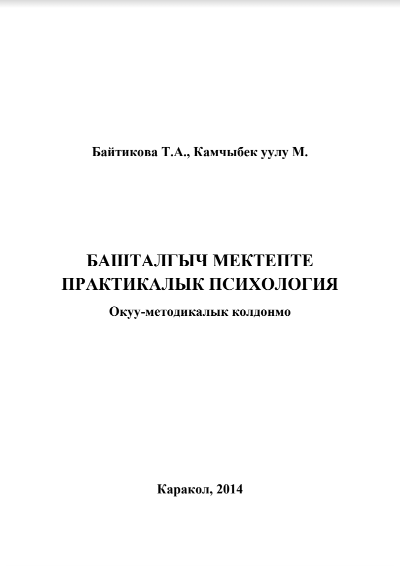 Байтикова Т.А., Камчыбек уулу М.
БАШТАЛГЫЧ МЕКТЕПТЕ
ПРАКТИКАЛЫК ПСИХОЛОГИЯ
Окуу-методикалык колдонмо
Каракол, 2014